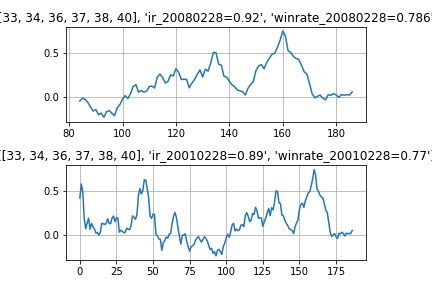 [33, 34, 36, 37, 38, 40], 'ir_20080228=0.92', 'winrate_20080228=0.786'
0.5
0.0
80 100 120 140 160 180
[[33, 34, 36, 37, 38, 40], 'ir_20010228=0.89', 'winrate_20010228=0.77']
0.5
0.0
0 25 50 75 100 125 150 175